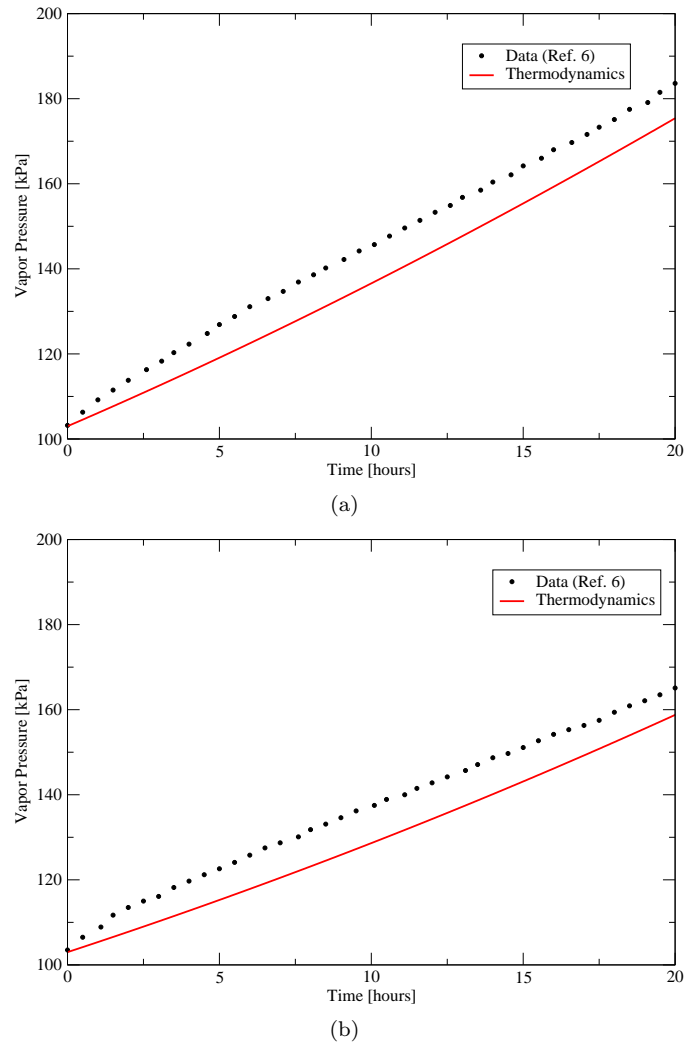 200
180
160
140
120
100
Vapor Pressure [kPa]
Data (Ref. 6)
Thermodynamics
0 5 10 15 20
Time [hours]
(a)
200
180
160
140
120
100
Vapor Pressure [kPa]
Data (Ref. 6)
Thermodynamics
0 5 10 15 20
Time [hours]
(b)